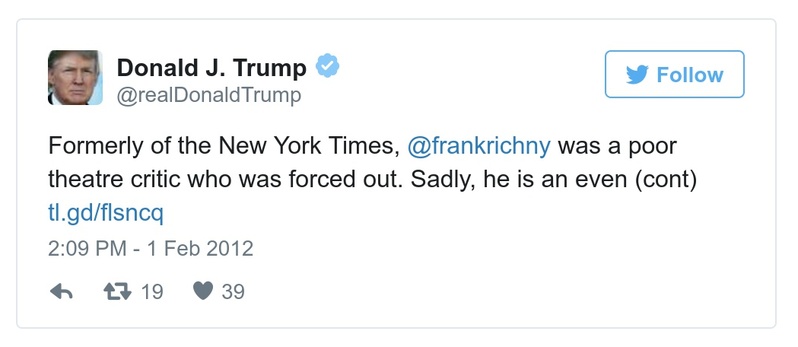 Donald J. Trump
Follow
@realDonaldTrump
Formerly of the New York Times, @frankrichny was a poor
theatre critic who was forced out. Sadly, he is an even (cont)
tl.gd/flsncq
2:09 PM - 1 Feb 2012
19 39